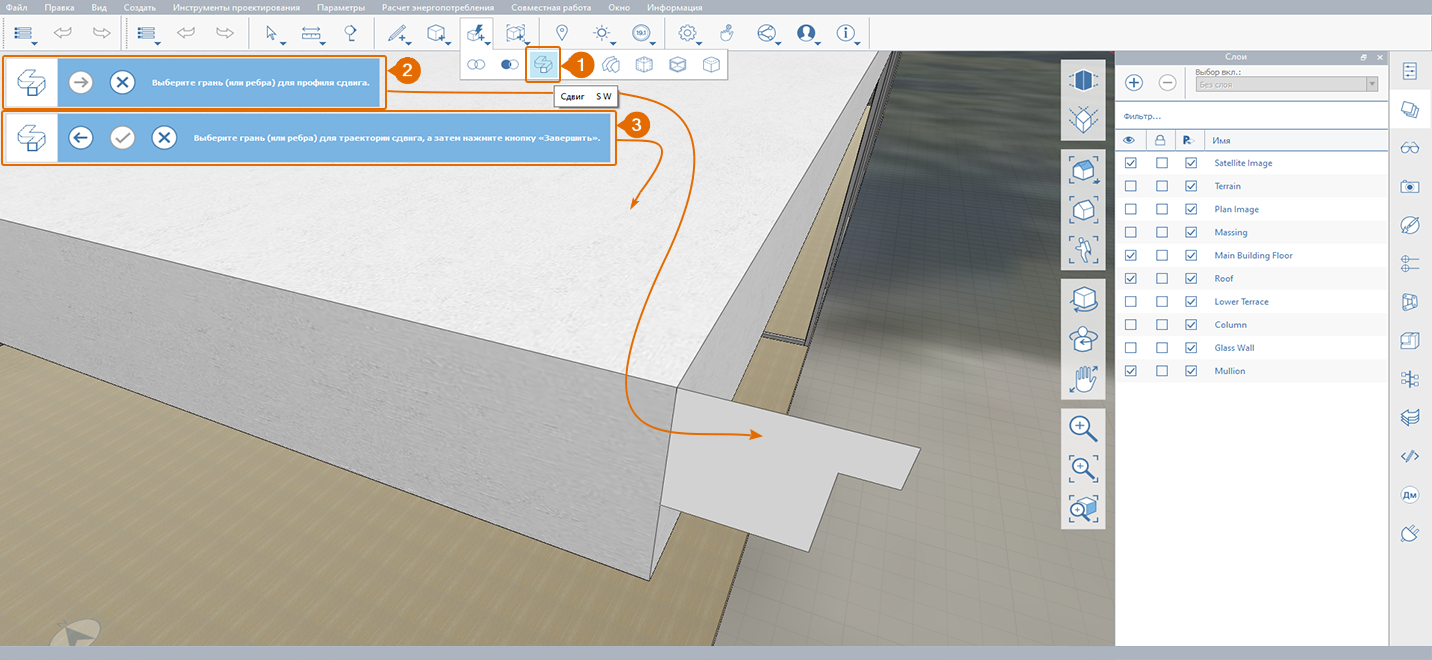 Файл Правка Вид Создать Инструменты проектирования Параметры Расчет энергопотребления Совместная работа Окно Информация
19.1
Слои
1
2
Выберите грань (или ребра) для профиля сдвига.
Сдвиг S W
3
Выберите грань (или ребра) для траектории сдвига, а затем нажмите кнопку «Завершить».
Выбор вкл.:
Без слоя
Фильтр...
Имя
Satellite Image
Terrain
Plan Image
Massing
Main Building Floor
Roof
Lower Terrace
Column
Glass Wall
Mullion
Дм